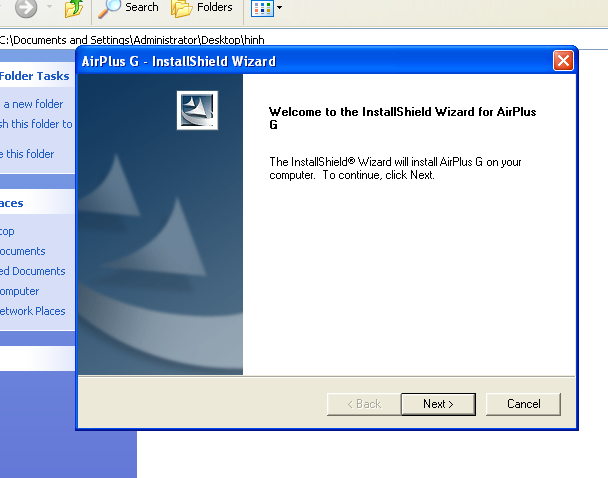 Search
Folders
C:\Documents and Settings\Administrator\Desktop\hinh
AirPlus G - InstallShield Wizard
Folder Tasks
a new folder
sh this folder to
e this folder
aces
top
ocuments
ed Documents
omputer
etwork Places
Welcome to the InstallShield Wizard for AirPlus
G
The InstallShield® Wizard will install AirPlus G on your
computer. To continue, click Next.
< Back
Next >
Cancel